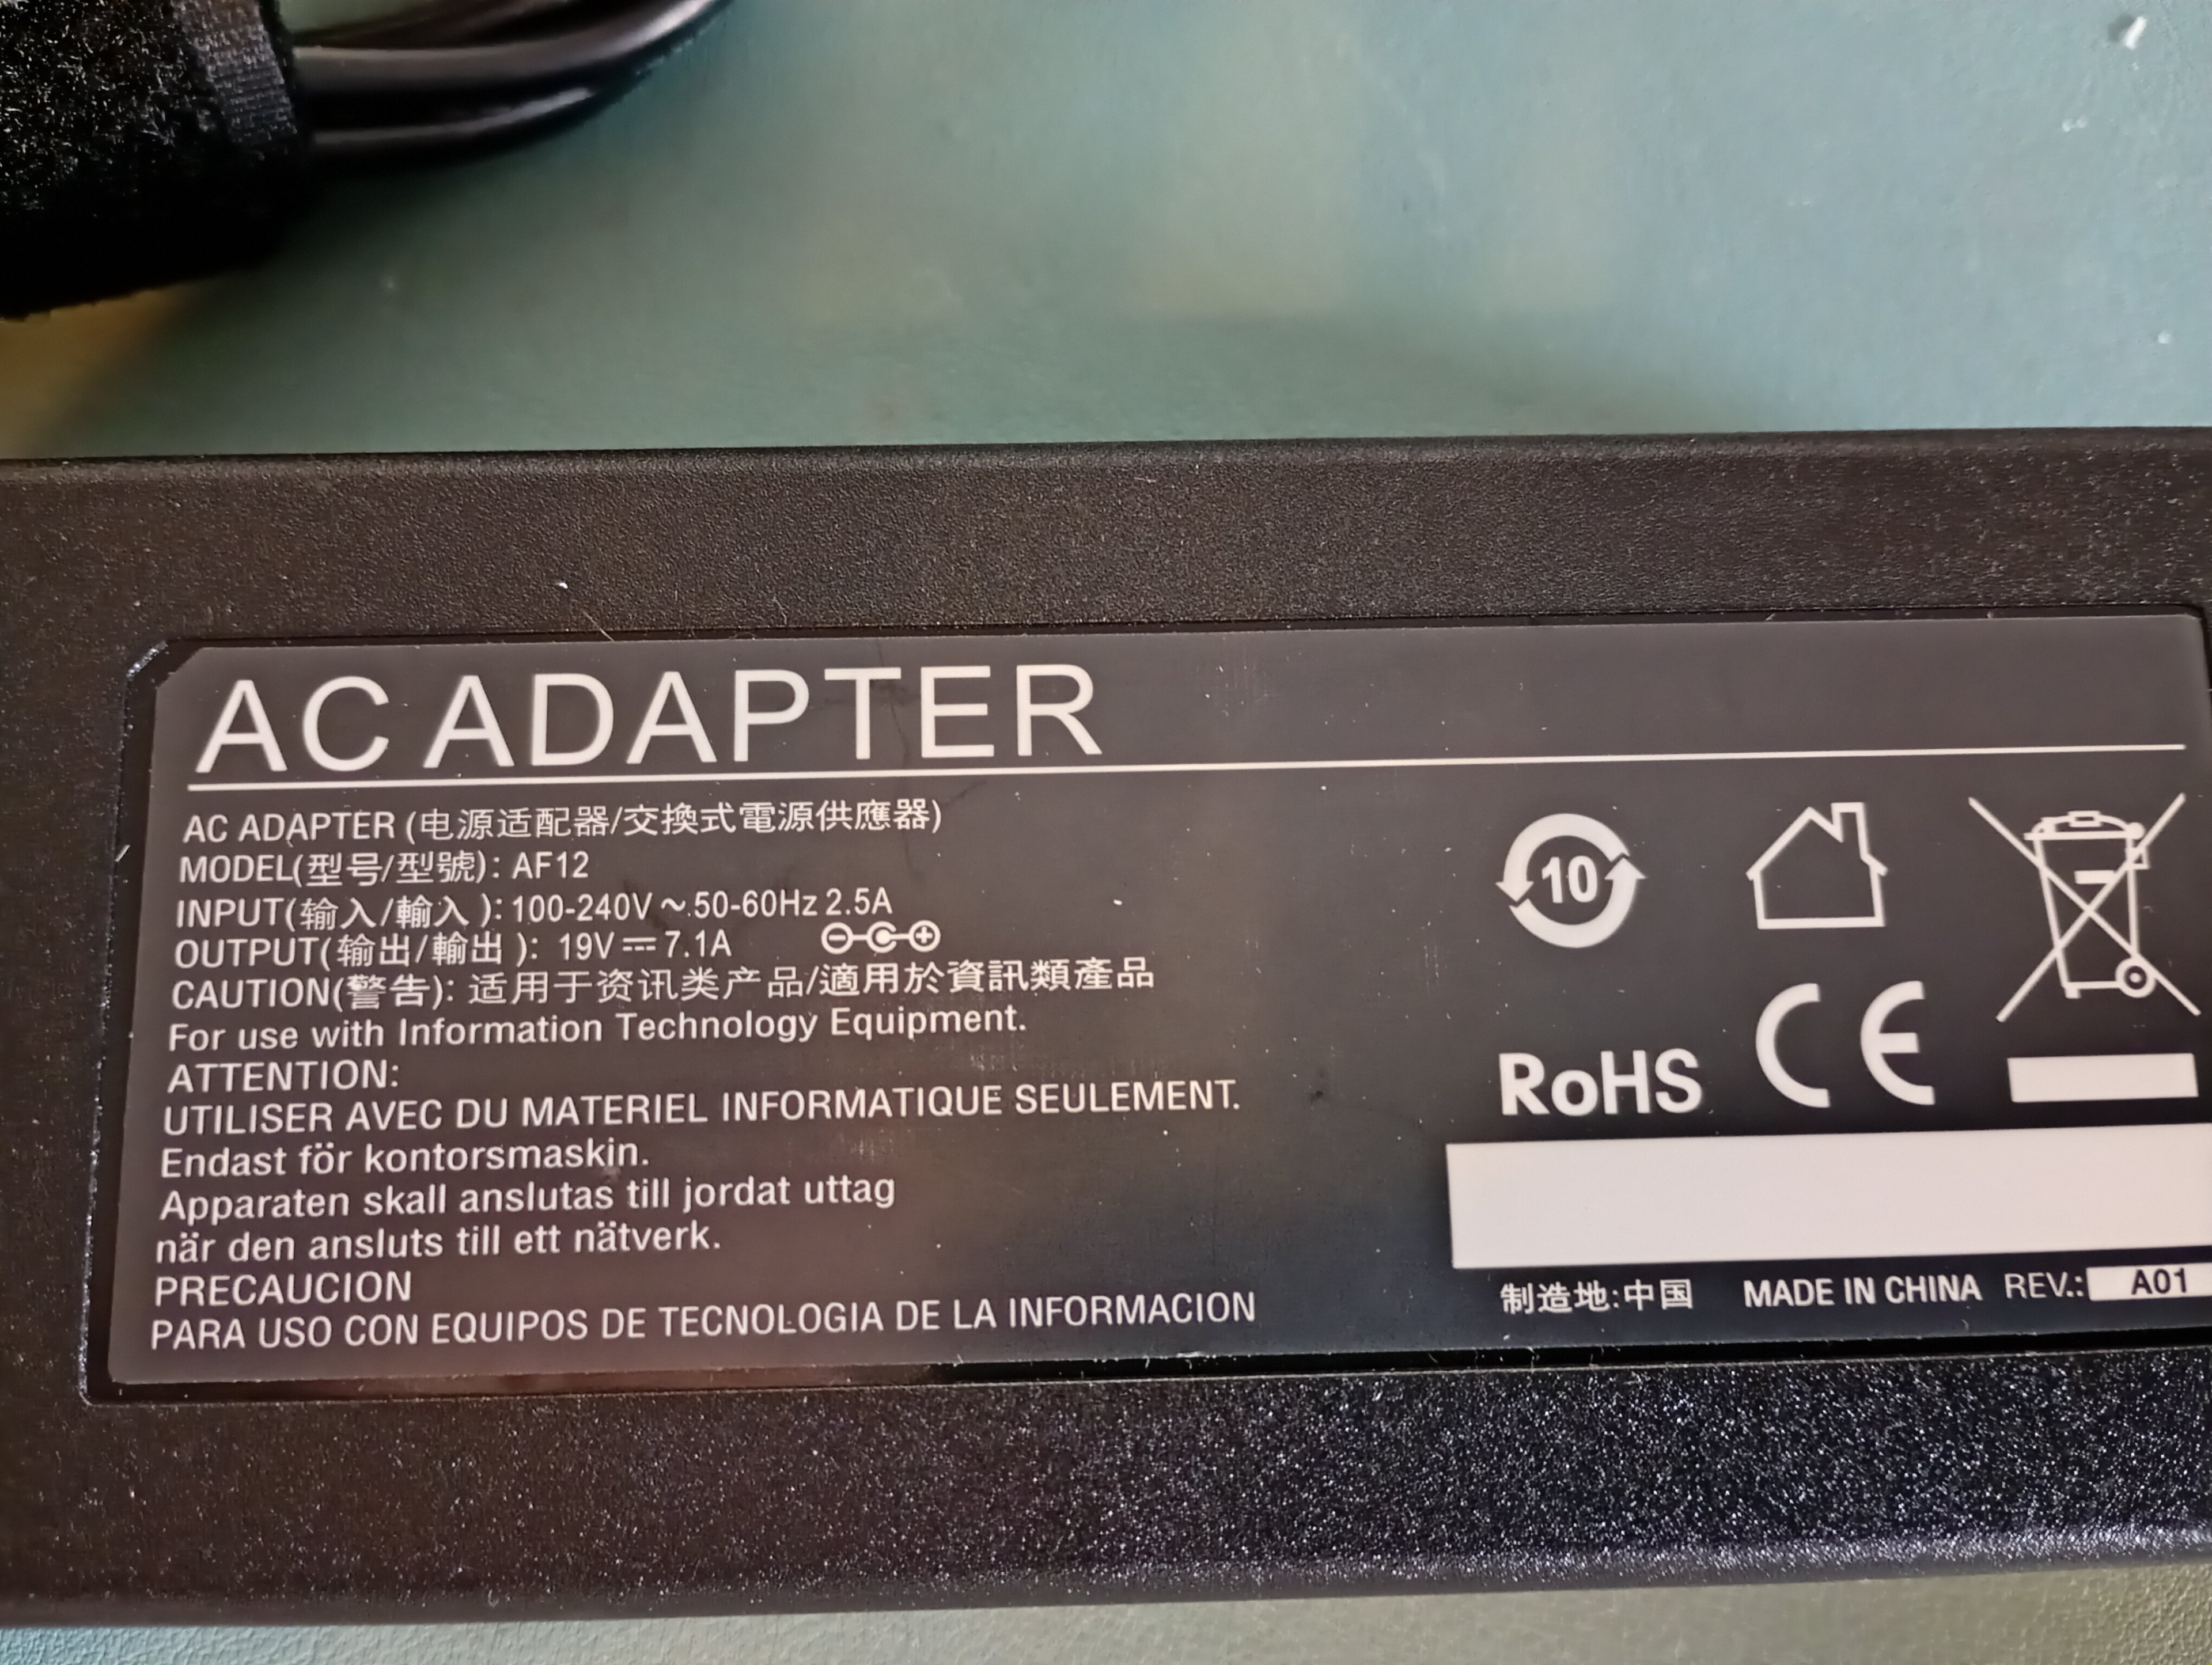 AC ADAPTER
AC ADAPTER (电源适配器/交換式電源供應器)
MODEL(型号/型號): AF12
INPUT(输入/輸入 ): 100-240V ~ 50-60Hz 2.5A
OUTPUT(输出/輸出 ): 19V ⎓ 7.1A
CAUTION(警告): 适用于资讯类产品/適用於資訊類產品
For use with Information Technology Equipment.
ATTENTION:
UTILISER AVEC DU MATERIEL INFORMATIQUE SEULEMENT.
Endast för kontorsmaskin.
Apparaten skall anslutas till jordat uttag
när den ansluts till ett nätverk.
PRECAUCION
PARA USO CON EQUIPOS DE TECNOLOGIA DE LA INFORMACION
10
RoHS CE
制造地:中国 MADE IN CHINA REV.: A01